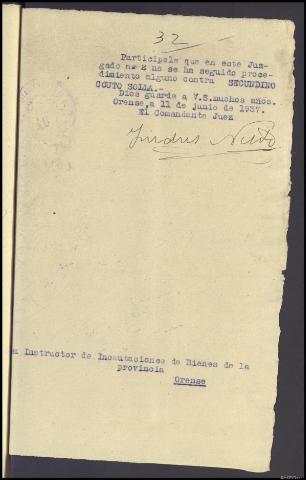 32
Participole que en este Juz-
gado nº 2 no se ha seguido proce-
dimiento alguno contra SECUNDINO
COUTO SOLLA.-
Dios guarde a V.S. muchos años.
Orense, a 11 de junio de 1937.
El Comandante Juez
Nieto
Instructor de Incautaciones de Bienes de la
provincia
Orense